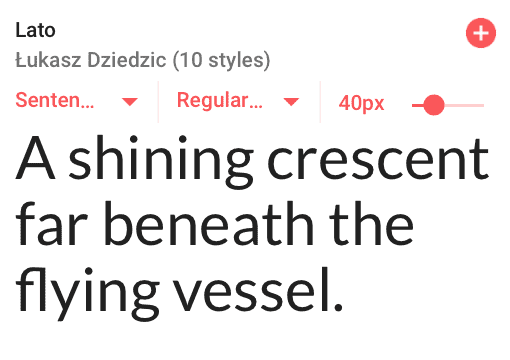 Lato
Łukasz Dziedzic (10 styles)
Senten... Regular... 40px
A shining crescent
far beneath the
flying vessel.